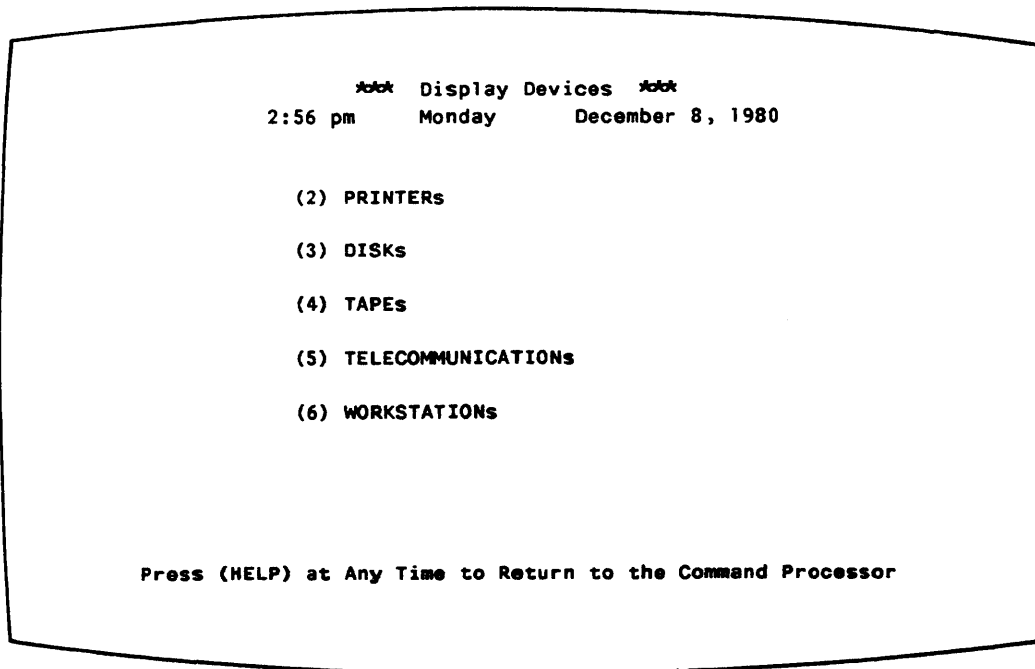 *** Display Devices ***
2:56 pm Monday December 8, 1980
(2) PRINTERs
(3) DISKs
(4) TAPEs
(5) TELECOMMUNICATIONs
(6) WORKSTATIONs
Press (HELP) at Any Time to Return to the Command Processor